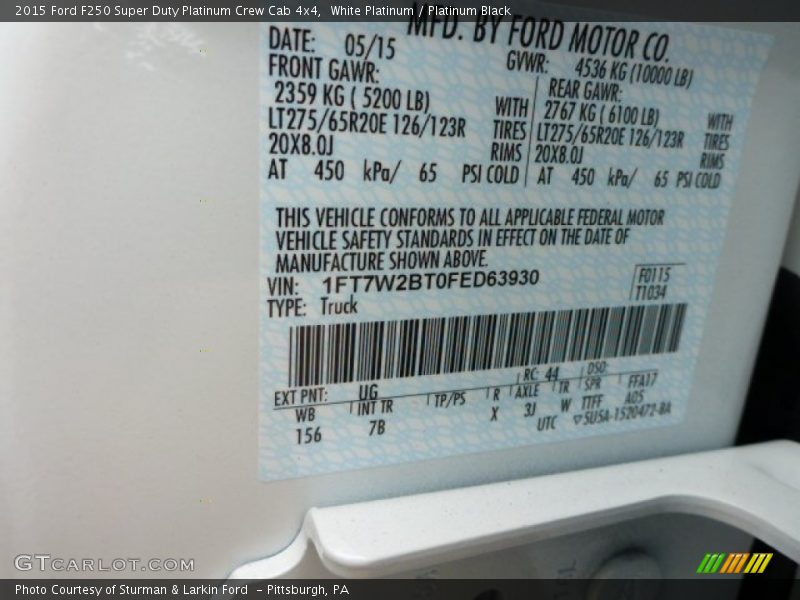 2015 Ford F250 Super Duty Platinum Crew Cab 4x4, White Platinum / Platinum Black
MFD. BY FORD MOTOR CO.
DATE: 05/15 GVWR: 4536 KG (10000 LB)
FRONT GAWR: REAR GAWR:
2359 KG ( 5200 LB) WITH 2767 KG ( 6100 LB) WITH
LT275/65R20E 126/123R TIRES LT275/65R20E 126/123R TIRES
20X8.0J RIMS 20X8.0J RIMS
AT 450 kPa/ 65 PSI COLD AT 450 kPa/ 65 PSI COLD
THIS VEHICLE CONFORMS TO ALL APPLICABLE FEDERAL MOTOR
VEHICLE SAFETY STANDARDS IN EFFECT ON THE DATE OF
MANUFACTURE SHOWN ABOVE.
VIN: 1FT7W2BT0FED63930 F0115
TYPE: Truck T1034
EXT PNT: UG RC: 44 DSO:
WB INT TR TP/PS R AXLE TR SPR FFA17
156 7B X 3J W TTFF A05
UTC ▽5U5A-1520472-BA
GTCARLOT.COM
Photo Courtesy of Sturman & Larkin Ford - Pittsburgh, PA